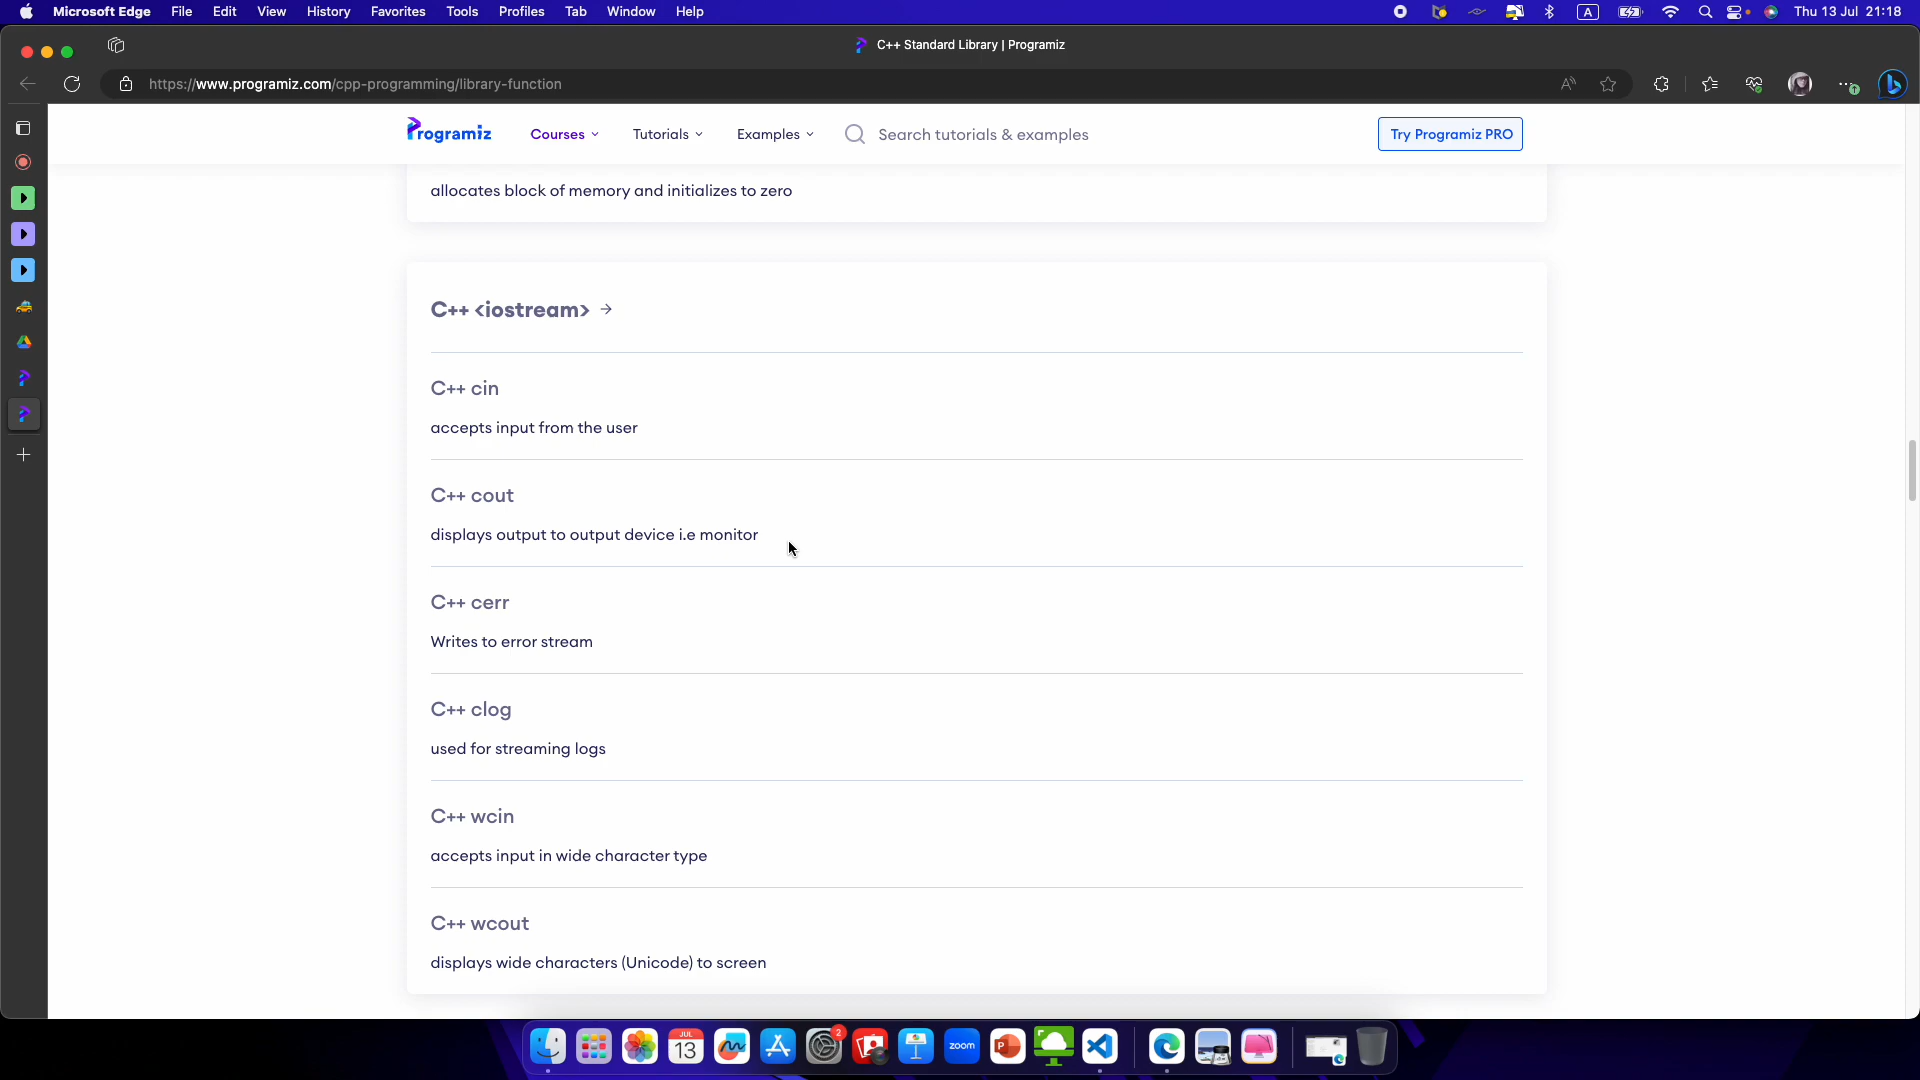 Microsoft Edge File Edit View History Favorites Tools Profiles Tab Window Help A Thu 13 Jul 21:18
C++ Standard Library | Programiz
https://www.programiz.com/cpp-programming/library-function
Programiz Courses Tutorials Examples Search tutorials & examples Try Programiz PRO
allocates block of memory and initializes to zero
C++ <iostream> →
C++ cin
accepts input from the user
C++ cout
displays output to output device i.e monitor
C++ cerr
Writes to error stream
C++ clog
used for streaming logs
C++ wcin
accepts input in wide character type
C++ wcout
displays wide characters (Unicode) to screen
JUL
13
2
zoom
P